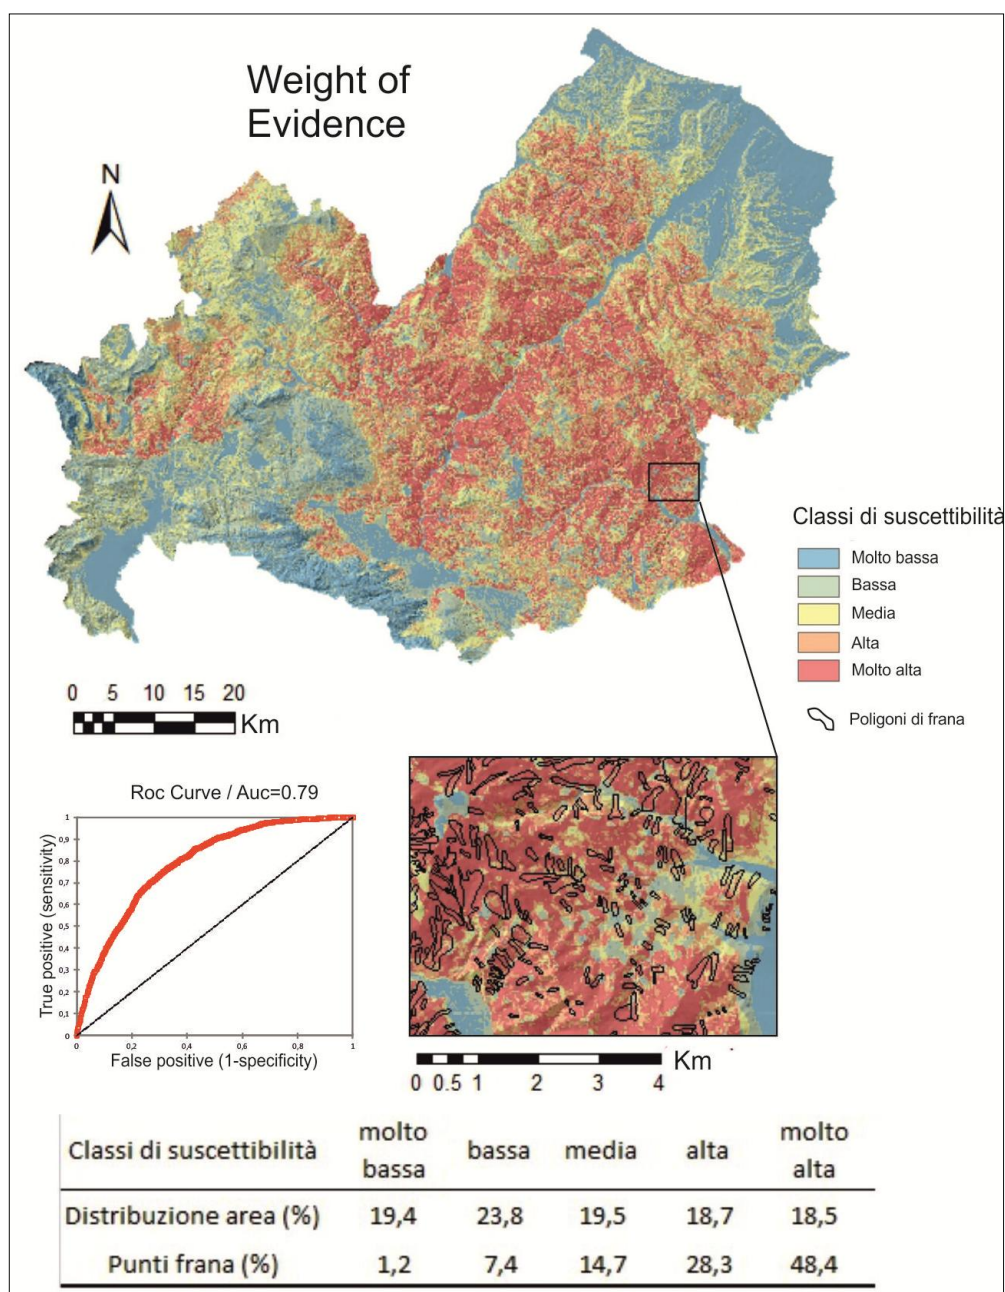 Weight of
Evidence
N
Classi di suscettibilità
Molto bassa
Bassa
Media
Alta
Molto alta
Poligoni di frana
0 5 10 15 20
Km
Roc Curve / Auc=0.79
True positive (sensitivity)
1
0,9
0,8
0,7
0,6
0,5
0,4
0,3
0,2
0,1
0
0 0,2 0,4 0,6 0,8 1
False positive (1-specificity)
Km
0 0.5 1 2 3 4
Classi di suscettibilità molto bassa bassa media alta molto alta
Distribuzione area (%) 19,4 23,8 19,5 18,7 18,5
Punti frana (%) 1,2 7,4 14,7 28,3 48,4